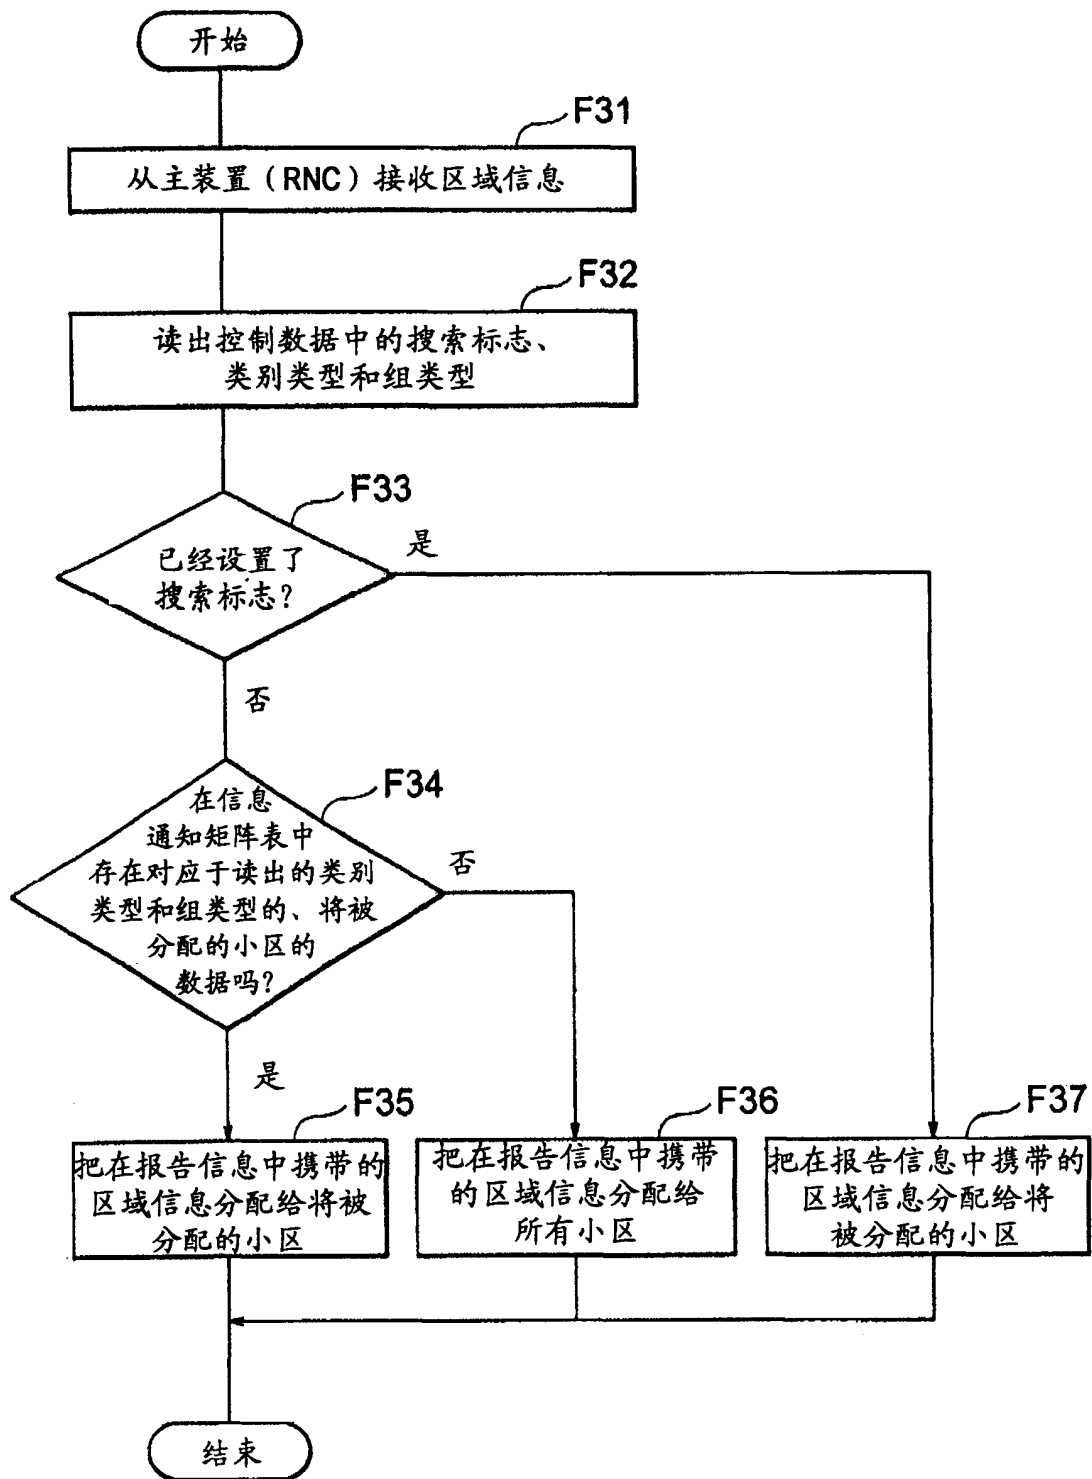 开始
F31
从主装置（RNC）接收区域信息
F32
读出控制数据中的搜索标志、
类别类型和组类型
F33
已经设置了
搜索标志？
是
否
F34
在信息
通知矩阵表中
存在对应于读出的类别
类型和组类型的、将被
分配的小区的
数据吗？
否
是
F35
把在报告信息中携带的
区域信息分配给将被
分配的小区
F36
把在报告信息中携带
的区域信息分配给
所有小区
F37
把在报告信息中携带的
区域信息分配给将
被分配的小区
结束